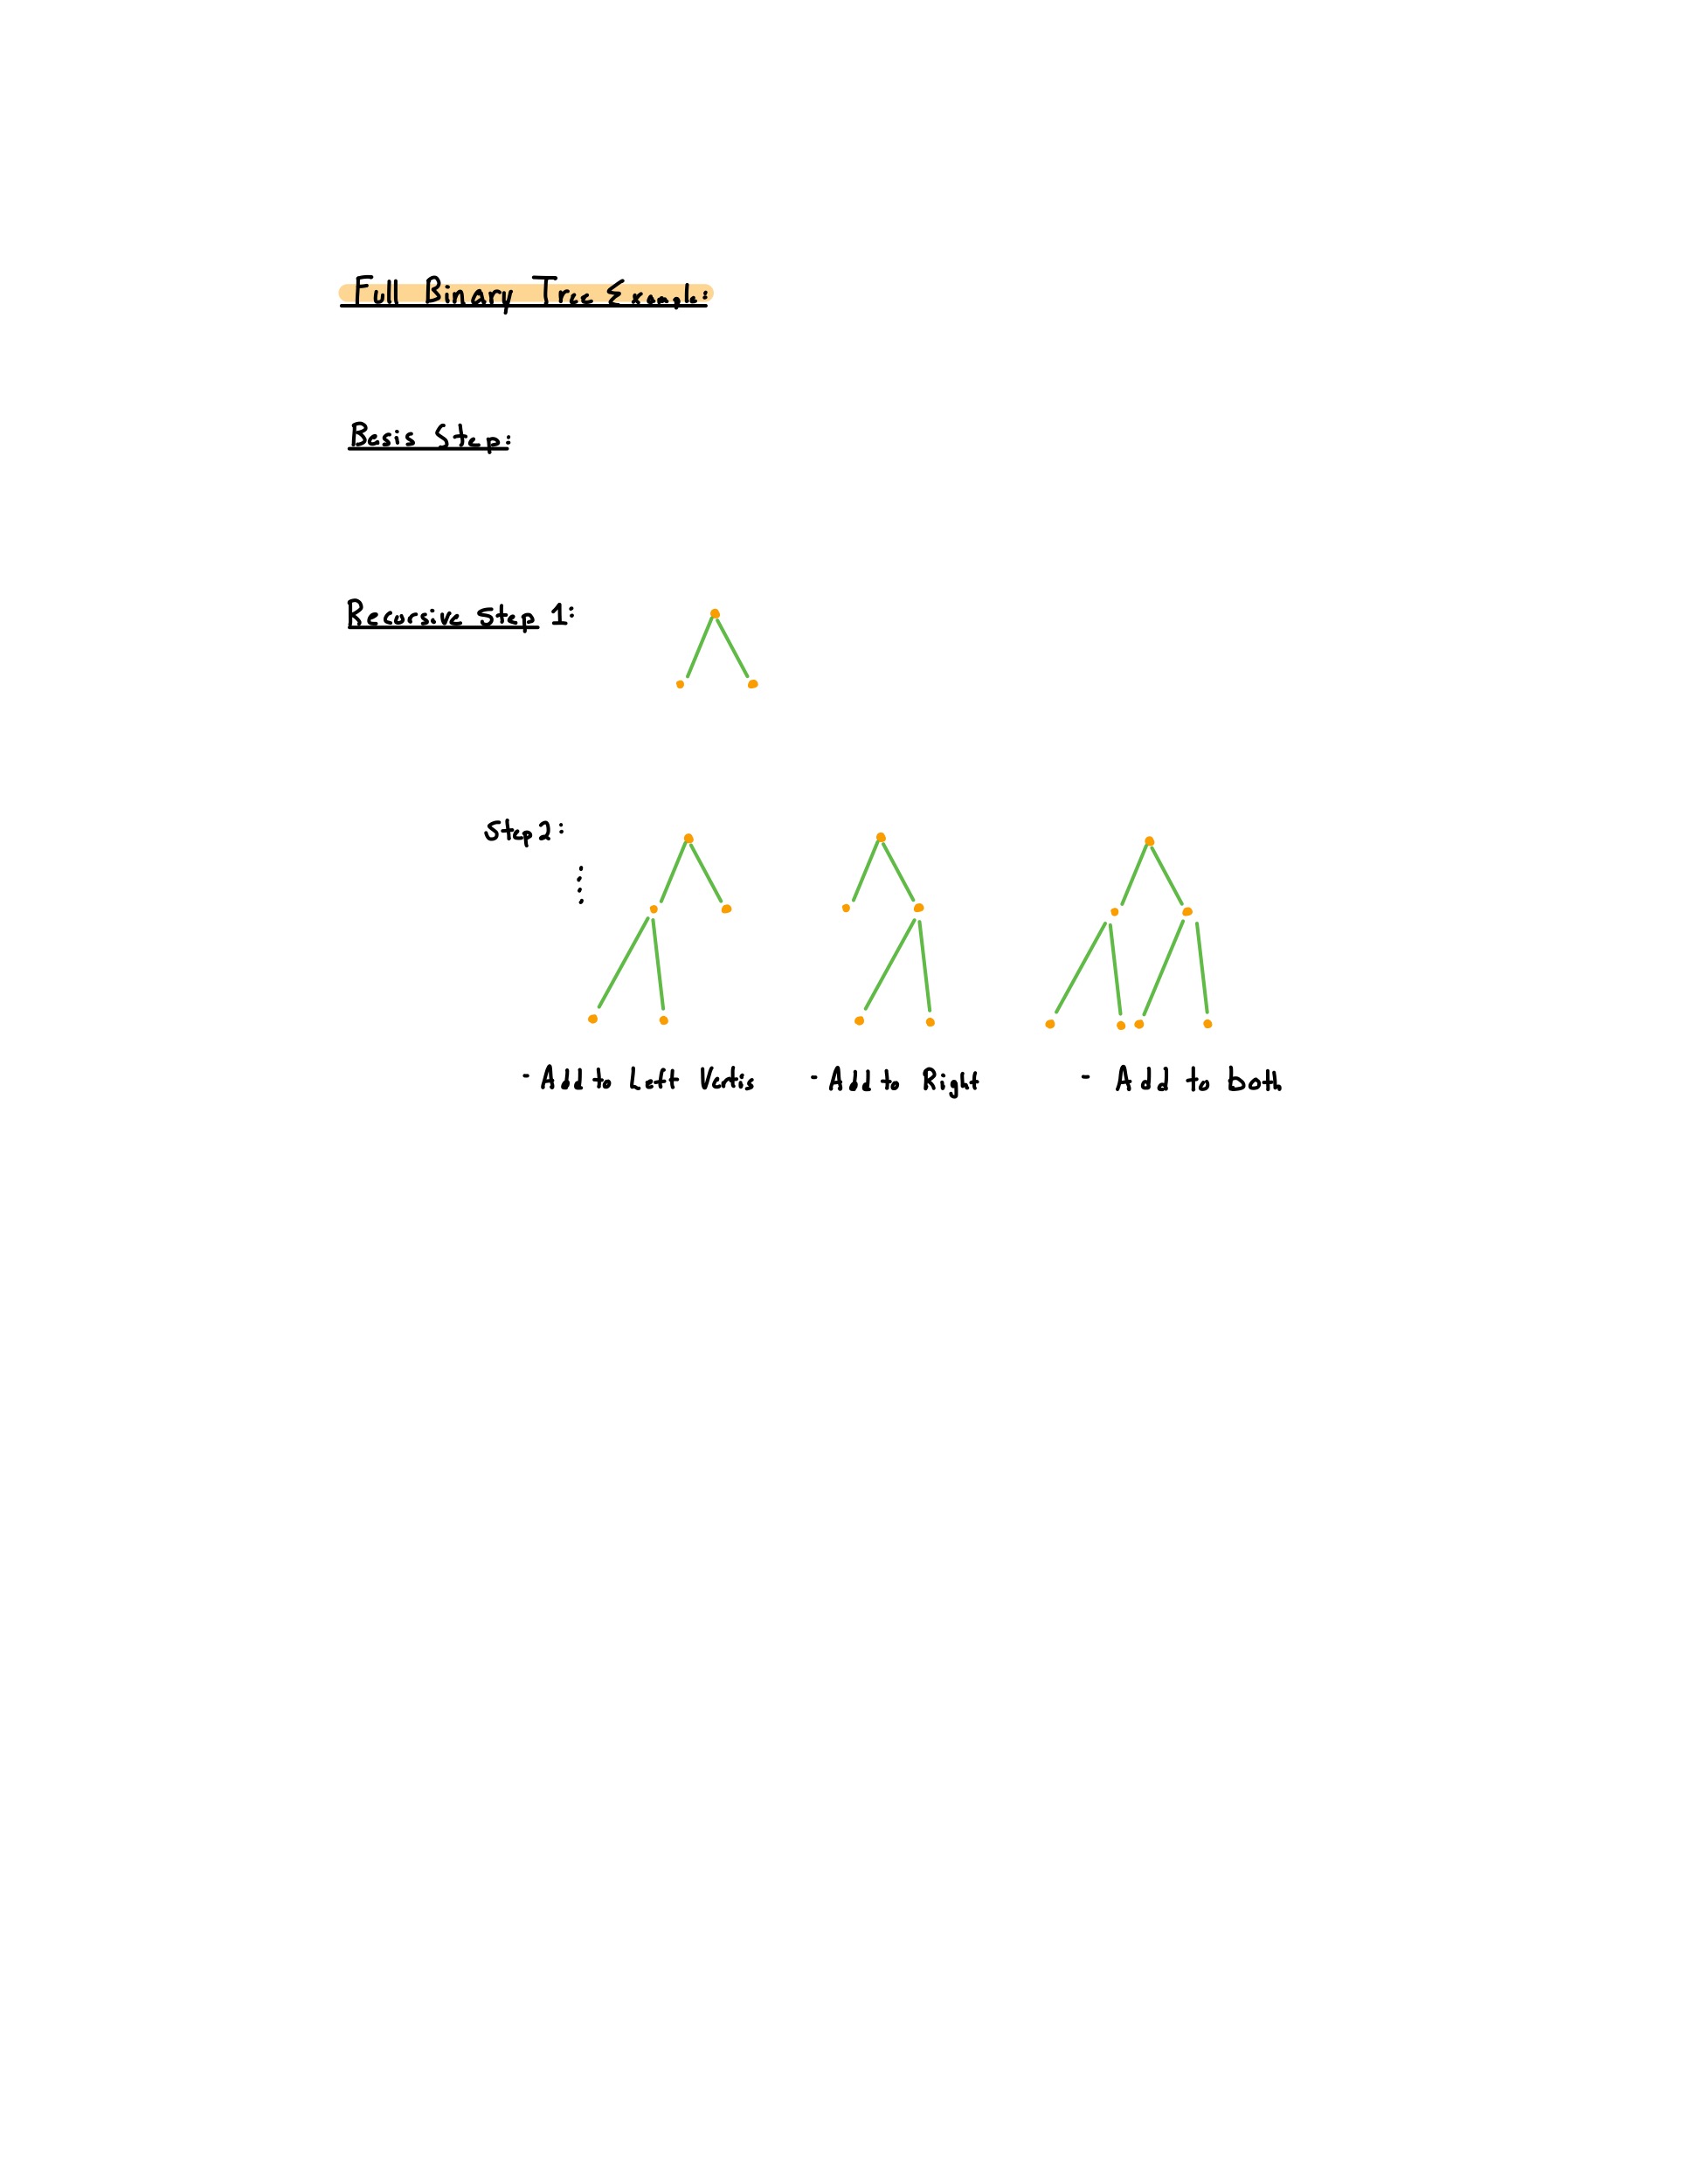 Full Binary Tree Example:
Basis Step:
Recursive Step 1:
Step 2:
- Add to Left Vertis - Add to Right - Add to both